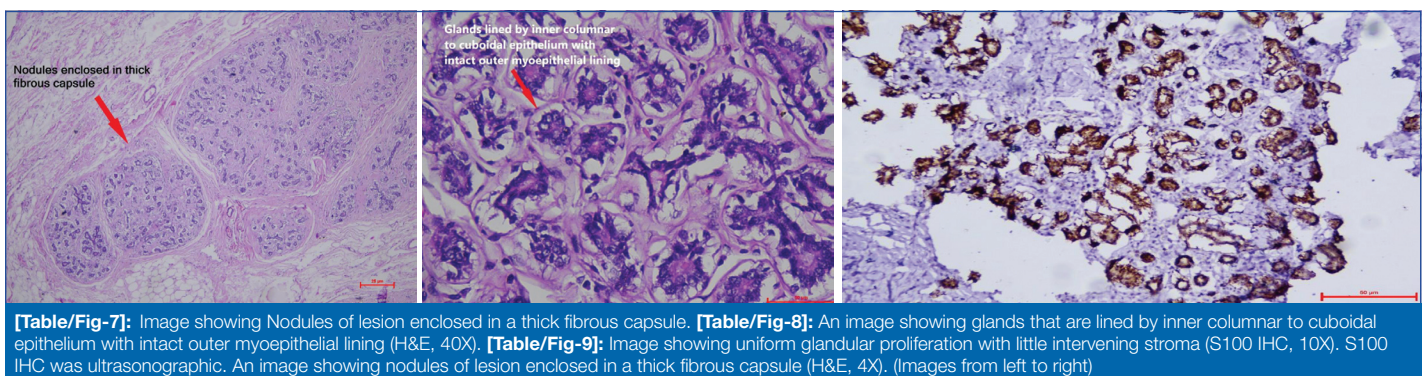 Nodules enclosed in thick
fibrous capsule
Glands lined by inner columnar
to cuboidal epithelium with
intact outer myoepithelial lining
50 µm
[Table/Fig-7]: Image showing Nodules of lesion enclosed in a thick fibrous capsule. [Table/Fig-8]: An image showing glands that are lined by inner columnar to cuboidal
epithelium with intact outer myoepithelial lining (H&E, 40X). [Table/Fig-9]: Image showing uniform glandular proliferation with little intervening stroma (S100 IHC, 10X). S100
IHC was ultrasonographic. An image showing nodules of lesion enclosed in a thick fibrous capsule (H&E, 4X). (Images from left to right)